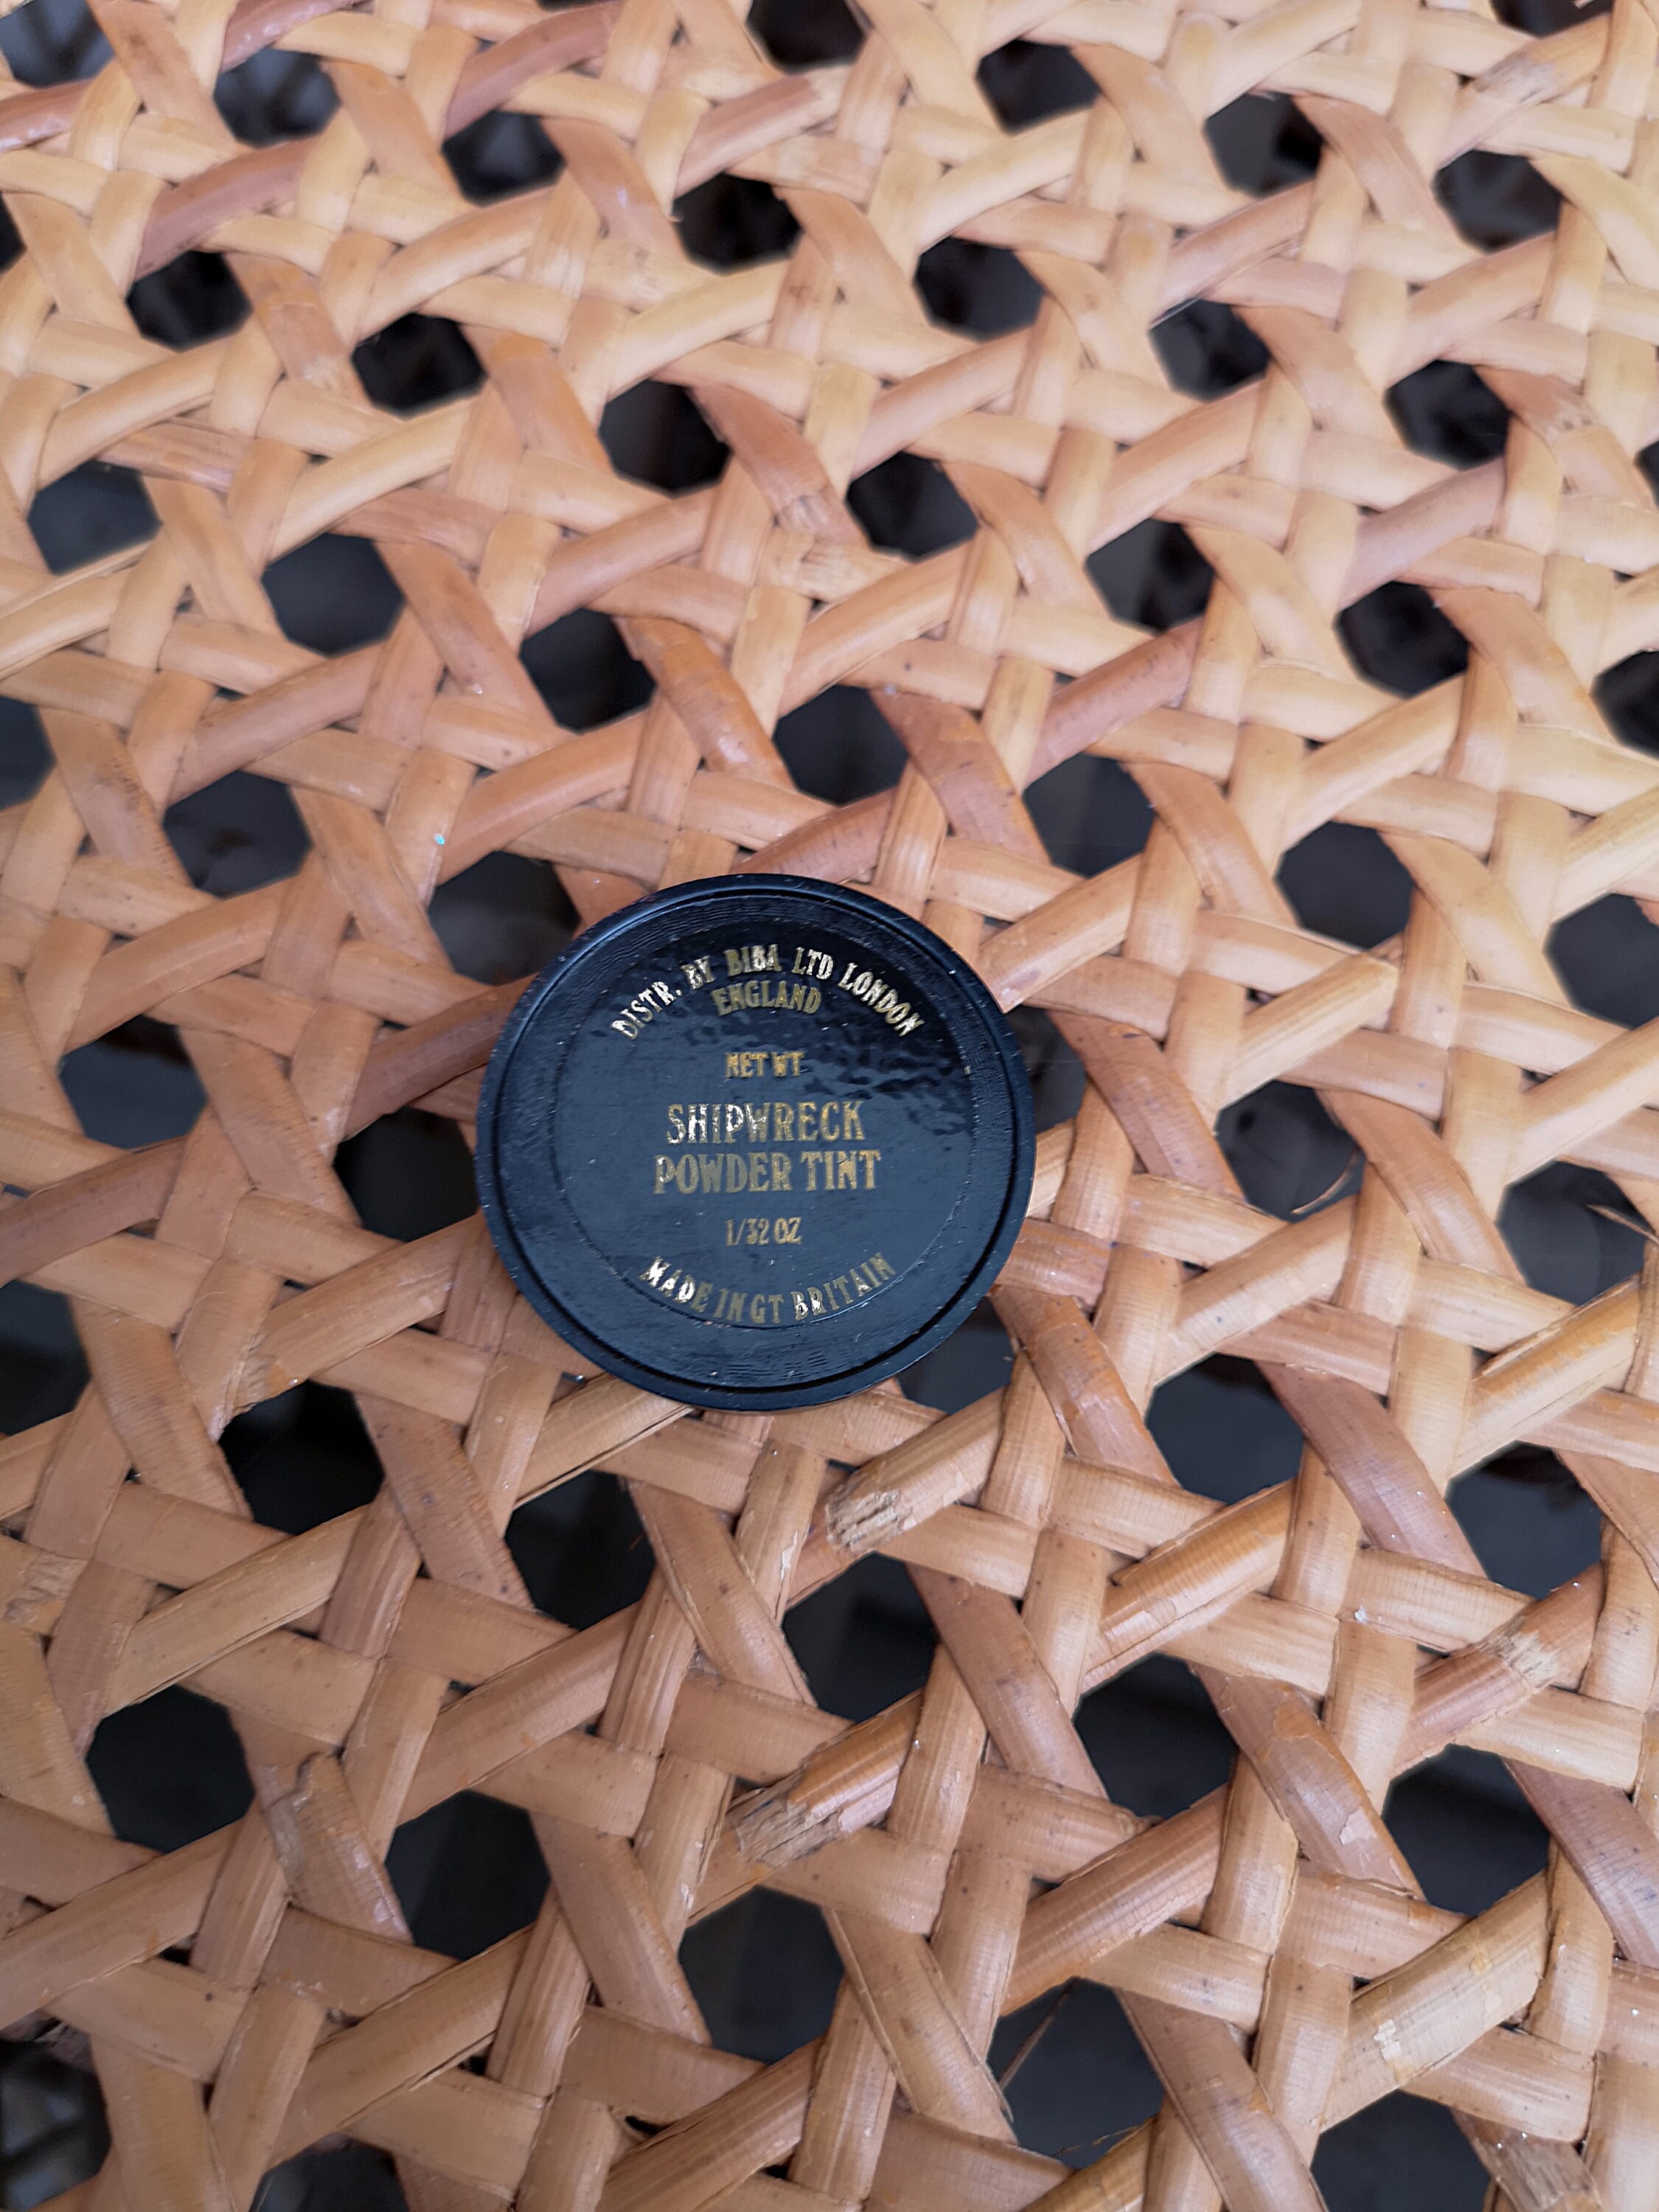 DISTR. BY BIBA LTD LONDON
ENGLAND
NET WT
SHIPWRECK
POWDER TINT
1/32 OZ
MADE IN GT BRITAIN